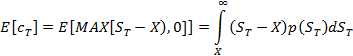 E[c_T] = E[MAX[S_T − X), 0]] = ∫_X^∞ (S_T − X)p(S_T)dS_T